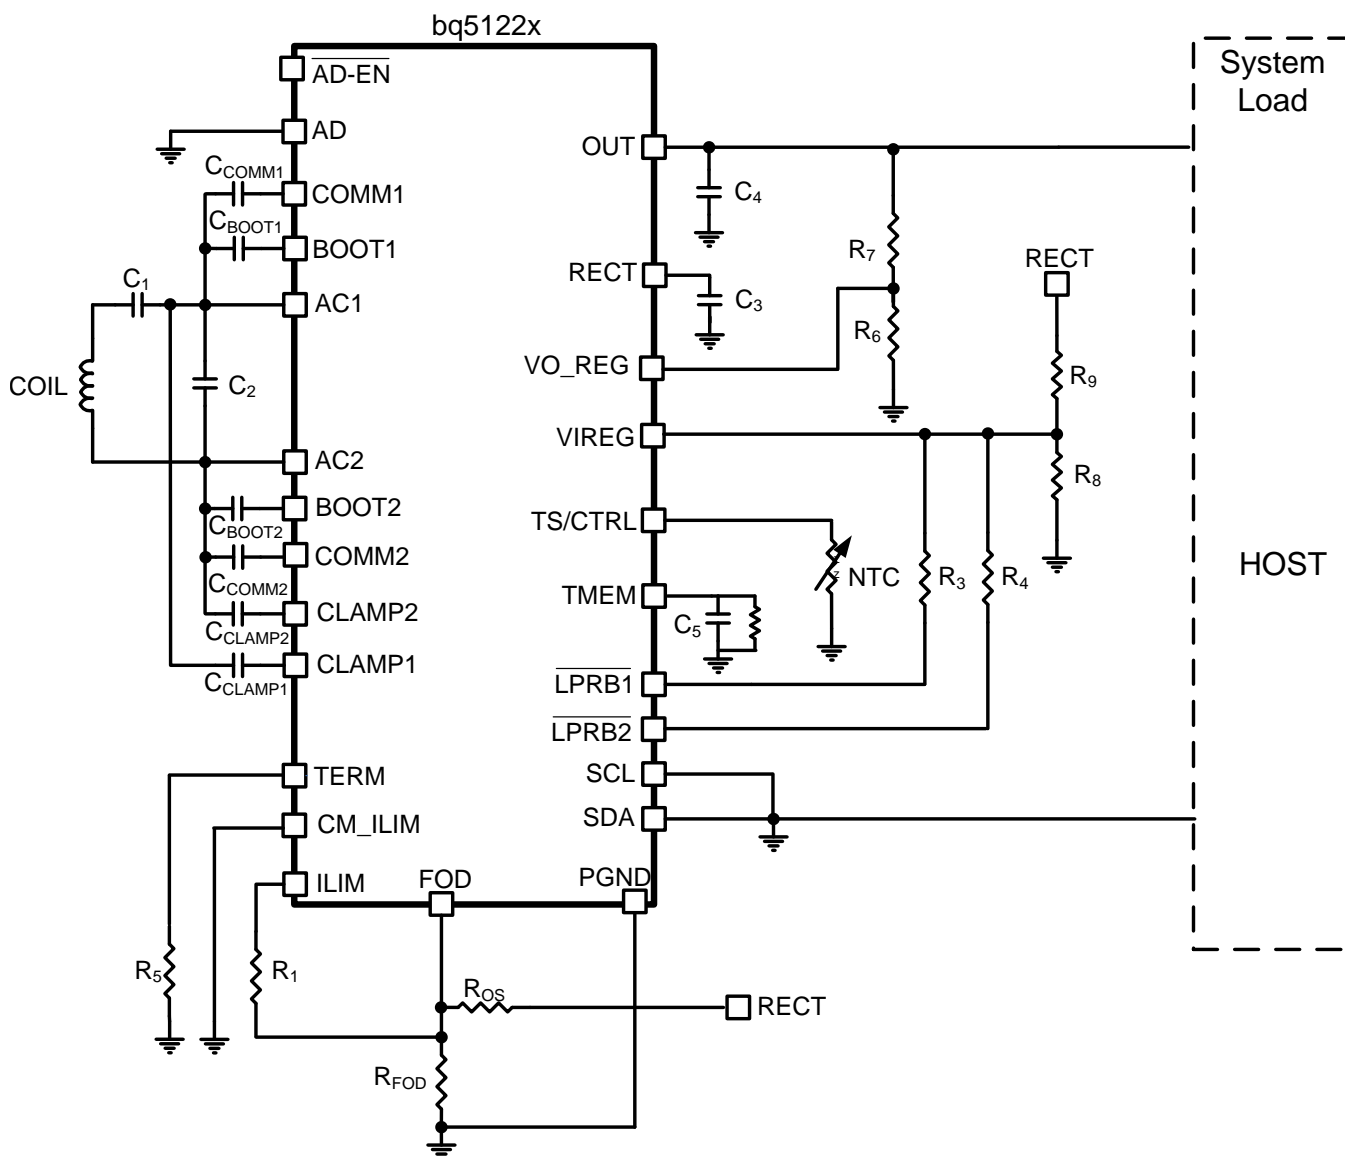 bq5122x
AD-EN
AD
CCOMM1
COMM1
CBOOT1
BOOT1
C1
AC1
COIL
C2
AC2
BOOT2
CBOOT2
COMM2
CCOMM2
CLAMP2
CCLAMP2
CLAMP1
CCLAMP1
TERM
CM_ILIM
ILIM
FOD
PGND
R5
R1
ROS
RECT
RFOD
OUT
C4
R7
RECT
C3
R6
VO_REG
RECT
R9
VIREG
R8
TS/CTRL
NTC
R3
R4
TMEM
C5
LPRB1
LPRB2
SCL
SDA
System
Load
HOST